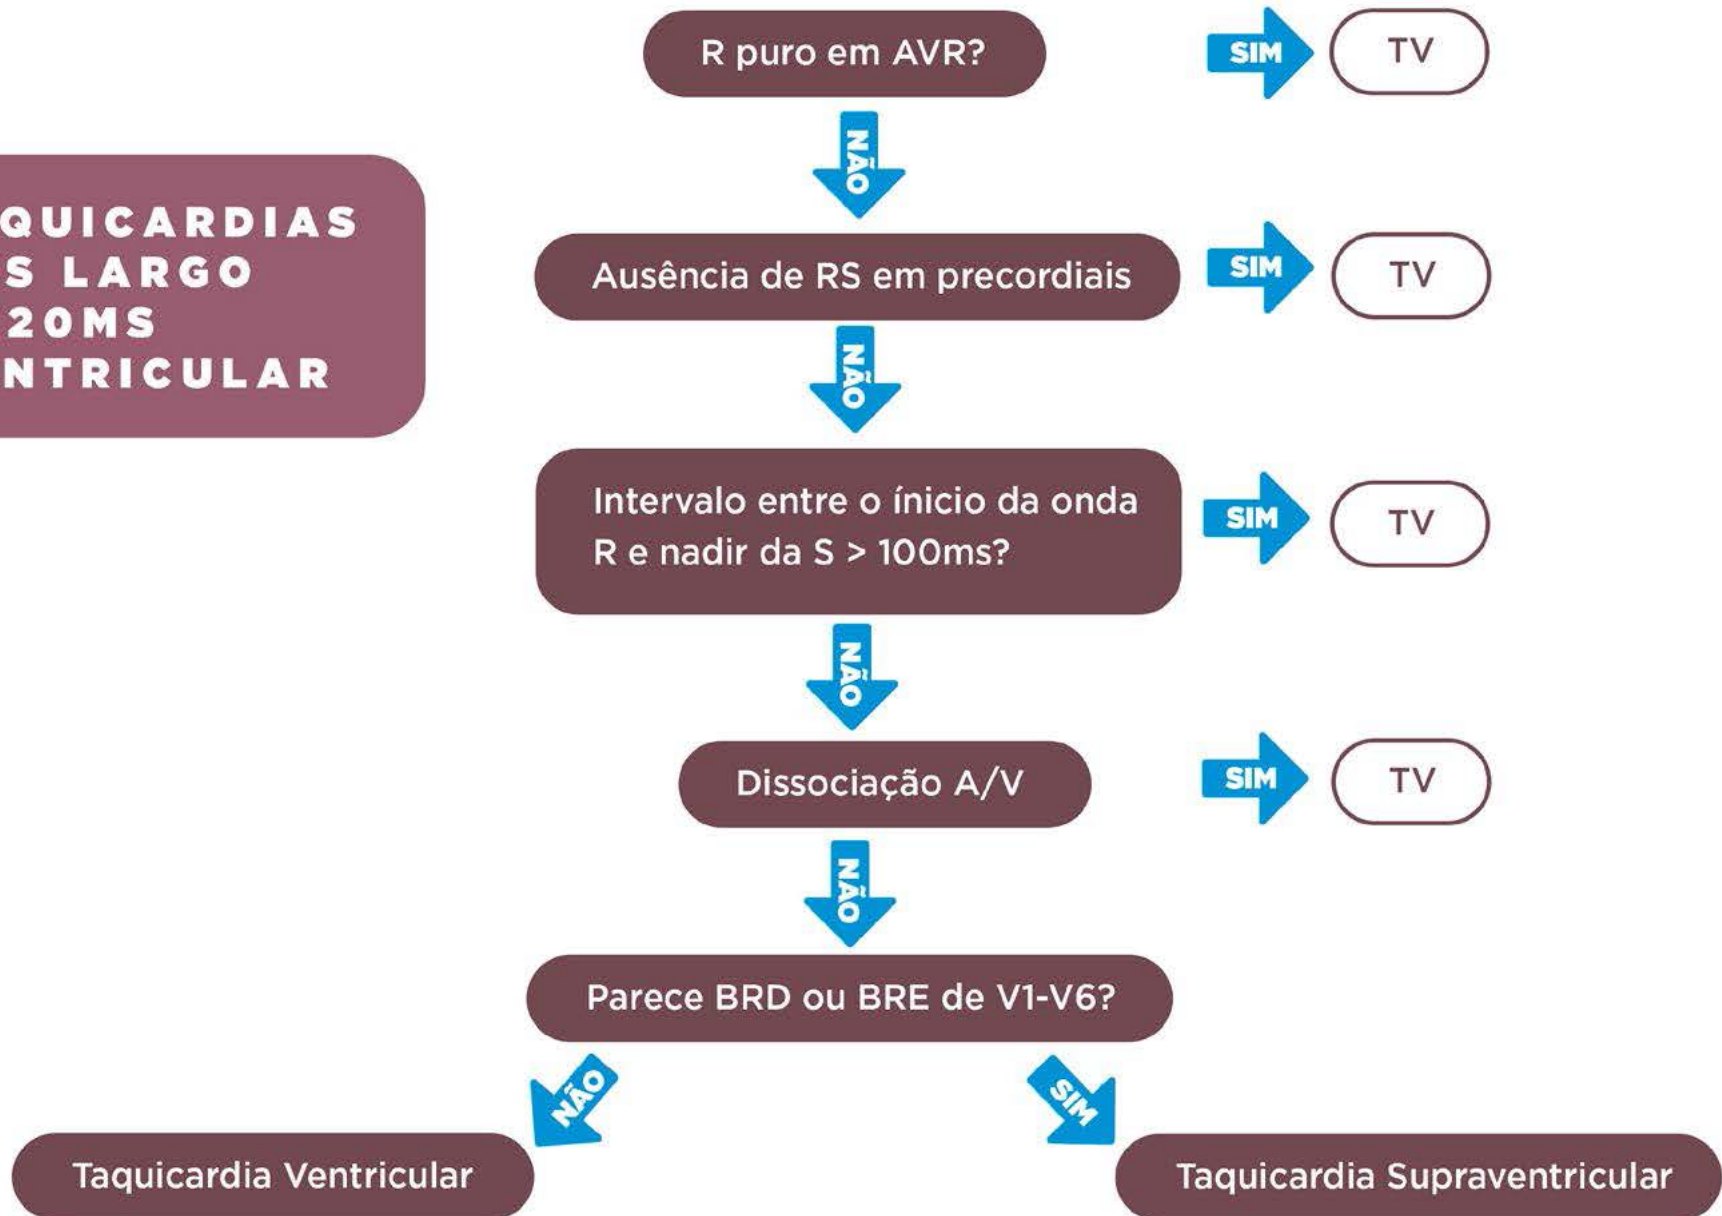 R puro em AVR?
SIM
TV
NÃO
QUICARDIAS
S LARGO
20MS
NTRICULAR
Ausência de RS em precordiais
SIM
TV
NÃO
Intervalo entre o ínicio da onda
R e nadir da S > 100ms?
SIM
TV
NÃO
Dissociação A/V
SIM
TV
NÃO
Parece BRD ou BRE de V1-V6?
NÃO
SIM
Taquicardia Ventricular
Taquicardia Supraventricular